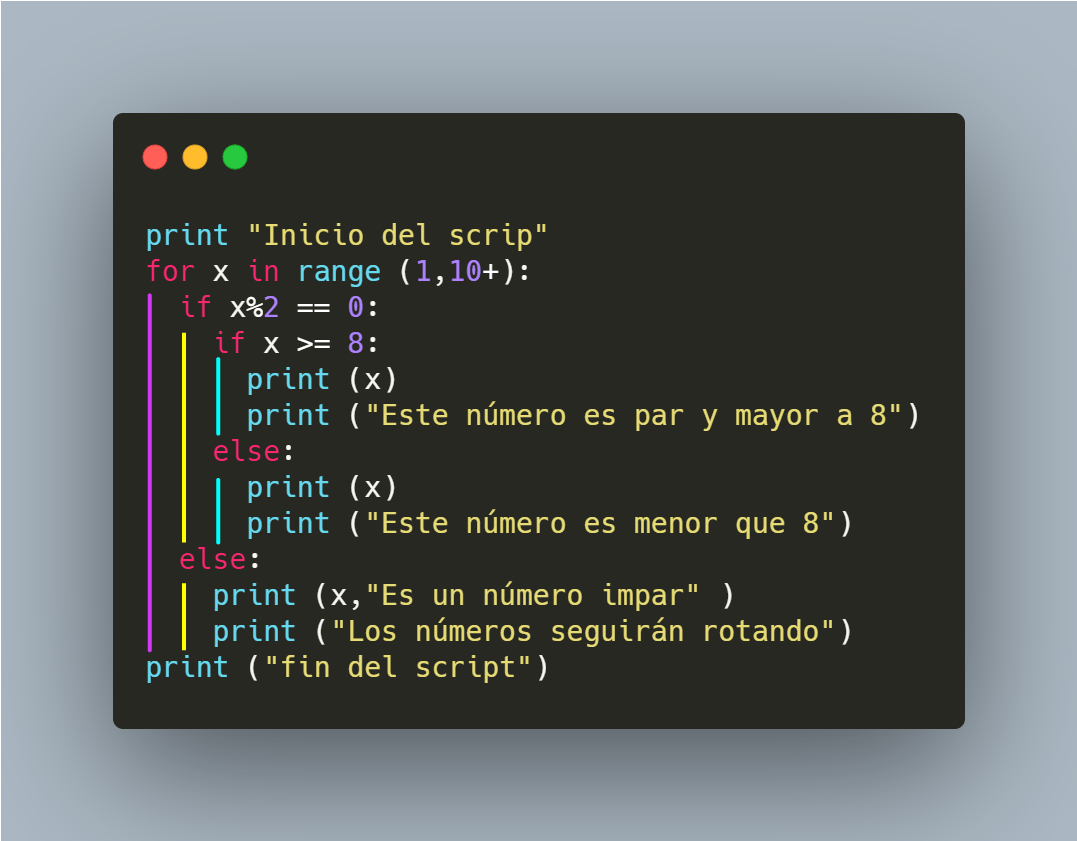 print "Inicio del scrip"
for x in range (1,10+):
  if x%2 == 0:
    if x >= 8:
      print (x)
      print ("Este número es par y mayor a 8")
    else:
      print (x)
      print ("Este número es menor que 8")
  else:
    print (x,"Es un número impar" )
    print ("Los números seguirán rotando")
print ("fin del script")